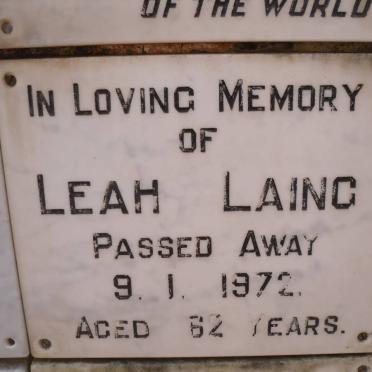 OF THE WORLD
IN LOVING MEMORY
OF
LEAH LAING
PASSED AWAY
9. 1. 1972.
AGED 62 YEARS.